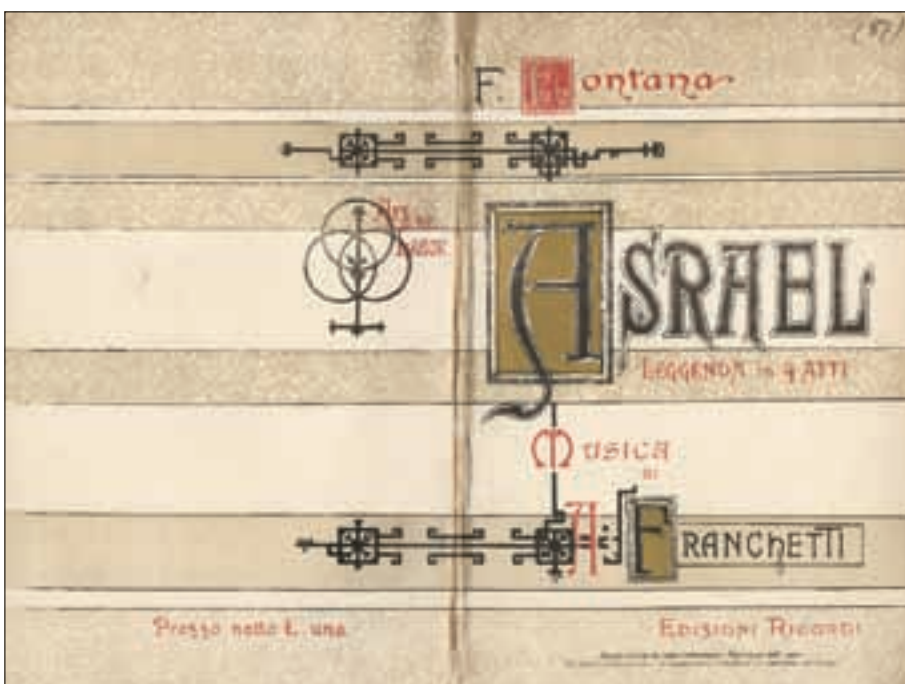 F. Fontana
ASRAEL
LEGGENDA in 4 ATTI
MUSICA
DI
A. FRANCHETTI
Prezzo netto L. una
EDIZIONI RICORDI